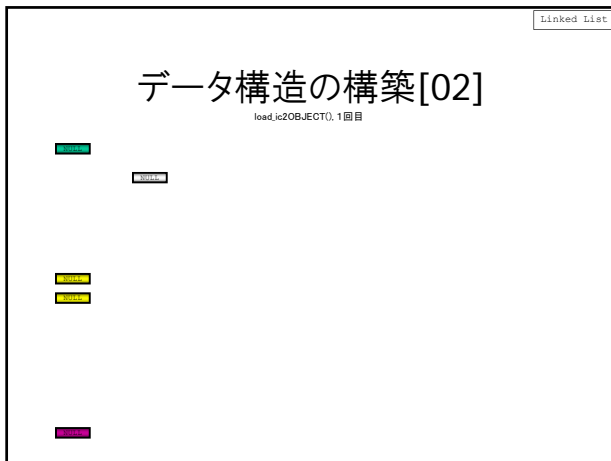 Linked List
データ構造の構築[02]
load_ic2OBJECT(), 1回目
NULL
NULL
NULL
NULL
NULL